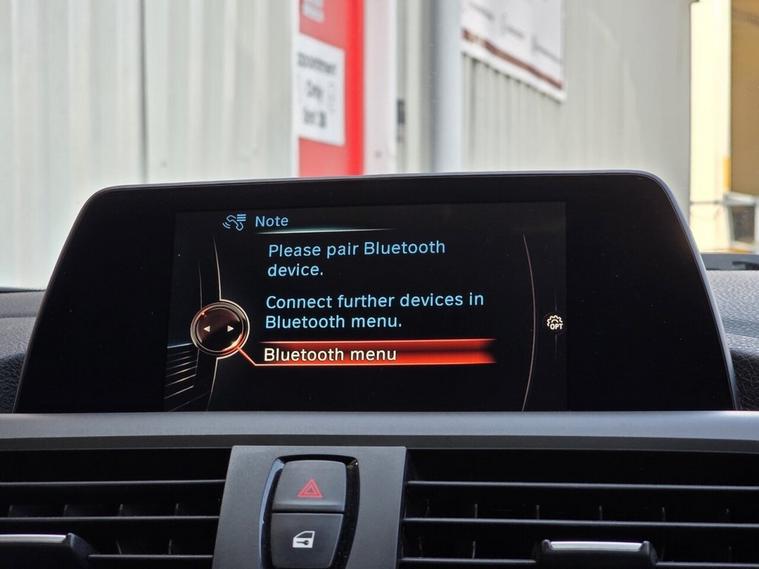 Note
Please pair Bluetooth
device.
Connect further devices in
Bluetooth menu.
Bluetooth menu
OPT